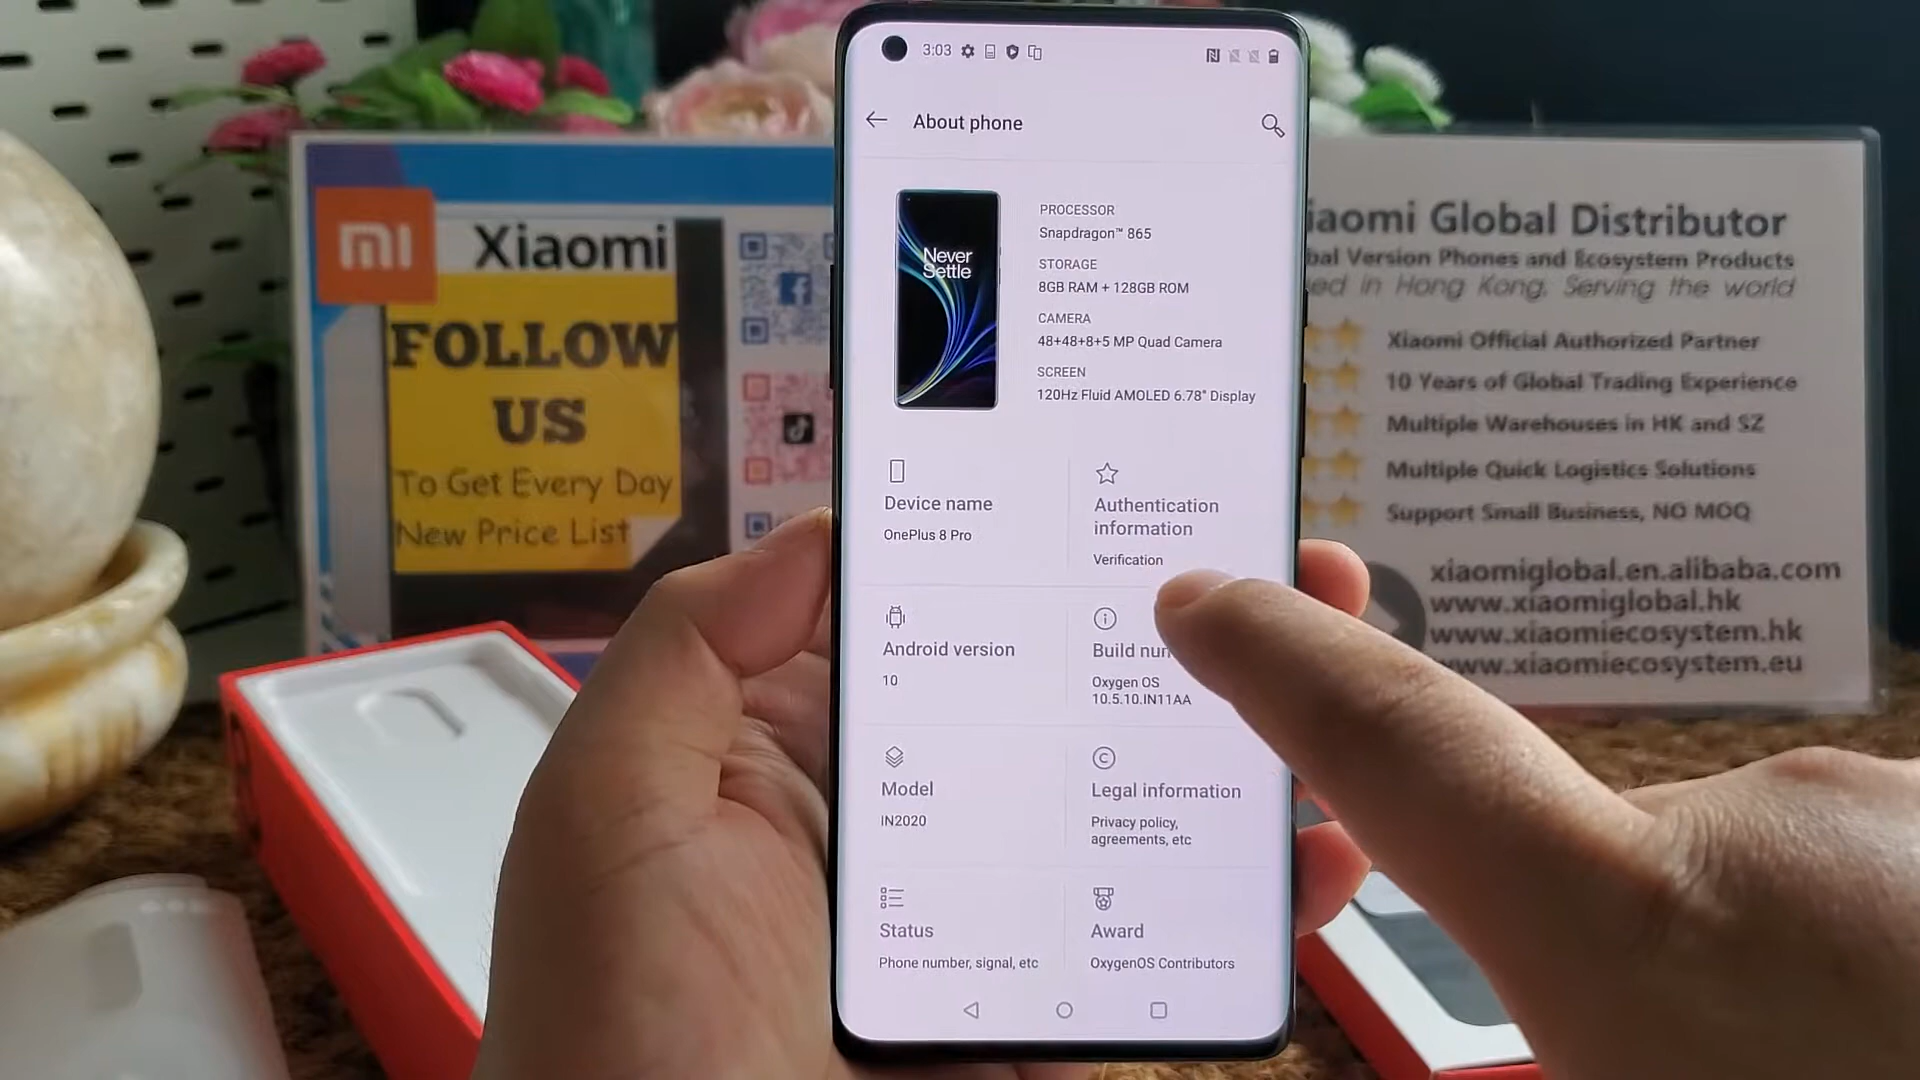 3:03
About phone
Never
Settle
PROCESSOR
Snapdragon™ 865
STORAGE
8GB RAM + 128GB ROM
CAMERA
48+48+8+5 MP Quad Camera
SCREEN
120Hz Fluid AMOLED 6.78" Display
Device name
OnePlus 8 Pro
Authentication
information
Verification
Android version
10
Build
Oxygen OS
10.5.10.IN11AA
Model
IN2020
Legal information
Privacy policy,
agreements, etc
Status
Phone number, signal, etc
Award
OxygenOS Contributors
mi
Xiaomi
FOLLOW
US
To Get Every Day
New Price List
Global Distributor
Version Phones and Ecosystem Products
in Hong Kong. Serving the world
Xiaomi Official Authorized Partner
10 Years of Global Trading Experience
Multiple Warehouses in HK and SZ
Multiple Quick Logistics Solutions
Support Small Business, NO MOQ
xiaomiglobal.en.alibaba.com
www.xiaomiglobal.hk
www.xiaomiecosystem.hk
www.xiaomiecosystem.eu